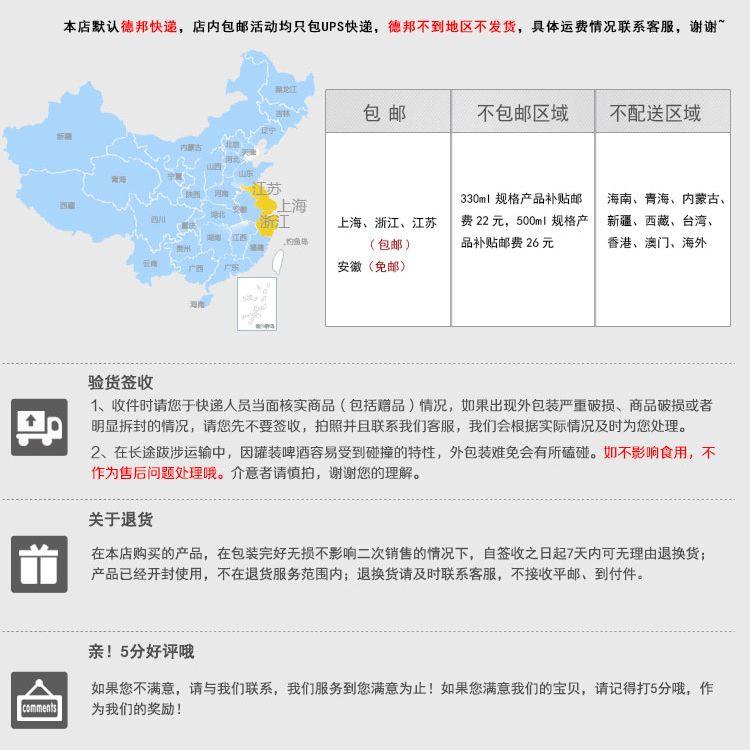 本店默认德邦快递，店内包邮活动均只包UPS快递，德邦不到地区不发货，具体运费情况联系客服，谢谢~
黑龙江
吉林
辽宁
新疆
内蒙古
北京
天津
河北
山西
山东
宁夏
青海
陕西
河南
江苏
上海
西藏
四川
湖北
安徽
浙江
重庆
湖南
江西
福建
钓鱼岛
贵州
云南
广西
广东
海南
南沙群岛
包 邮
不包邮区域
不配送区域
上海、浙江、江苏
（包邮）
安徽（免邮）
330ml 规格产品补贴邮
费 22 元，500ml 规格产
品补贴邮费 26 元
海南、青海、内蒙古、
新疆、西藏、台湾、
香港、澳门、海外
验货签收
1、收件时请您于快递人员当面核实商品（包括赠品）情况，如果出现外包装严重破损、商品破损或者
明显拆封的情况，请您先不要签收，拍照并且联系我们客服，我们会根据实际情况及时为您处理。
2、在长途跋涉运输中，因罐装啤酒容易受到碰撞的特性，外包装难免会有所磕碰。如不影响食用，不
作为售后问题处理哦。介意者请慎拍，谢谢您的理解。
关于退货
在本店购买的产品，在包装完好无损不影响二次销售的情况下，自签收之日起7天内可无理由退换货；
产品已经开封使用，不在退货服务范围内；退换货请及时联系客服，不接收平邮、到付件。
亲！5分好评哦
comments
如果您不满意，请与我们联系，我们服务到您满意为止！如果您满意我们的宝贝，请记得打5分哦，作
为我们的奖励！